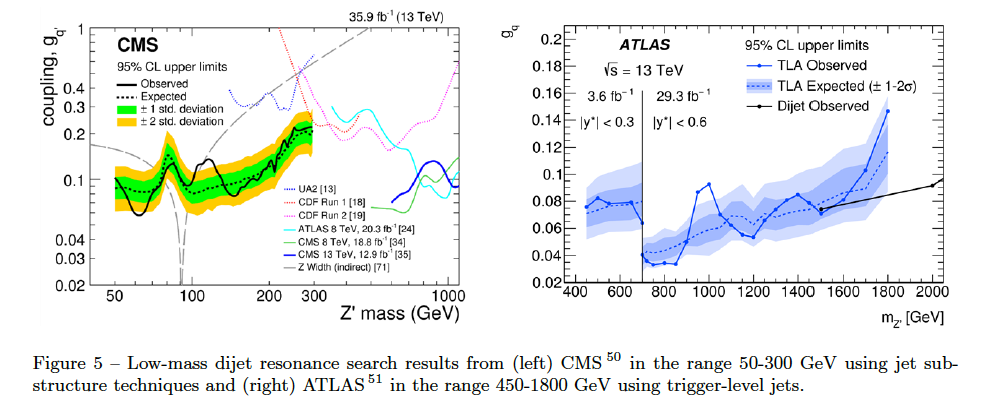 35.9 fb⁻¹ (13 TeV)
coupling, g_q'
1
0.4
0.3
0.2
0.1
0.04
0.03
0.02
CMS
95% CL upper limits
Observed
Expected
± 1 std. deviation
± 2 std. deviation
UA2 [13]
CDF Run 1 [18]
CDF Run 2 [19]
ATLAS 8 TeV, 20.3 fb⁻¹ [24]
CMS 8 TeV, 18.8 fb⁻¹ [34]
CMS 13 TeV, 12.9 fb⁻¹ [35]
Z Width (indirect) [71]
50 100 200 300 1000
Z' mass (GeV)
g_q
0.2
0.18
0.16
0.14
0.12
0.1
0.08
0.06
0.04
0.02
ATLAS
√s = 13 TeV
3.6 fb⁻¹ 29.3 fb⁻¹
|y*| < 0.3 |y*| < 0.6
95% CL upper limits
TLA Observed
TLA Expected (± 1-2σ)
Dijet Observed
400 600 800 1000 1200 1400 1600 1800 2000
m_Z' [GeV]
Figure 5 – Low-mass dijet resonance search results from (left) CMS ⁵⁰ in the range 50-300 GeV using jet sub-
structure techniques and (right) ATLAS ⁵¹ in the range 450-1800 GeV using trigger-level jets.